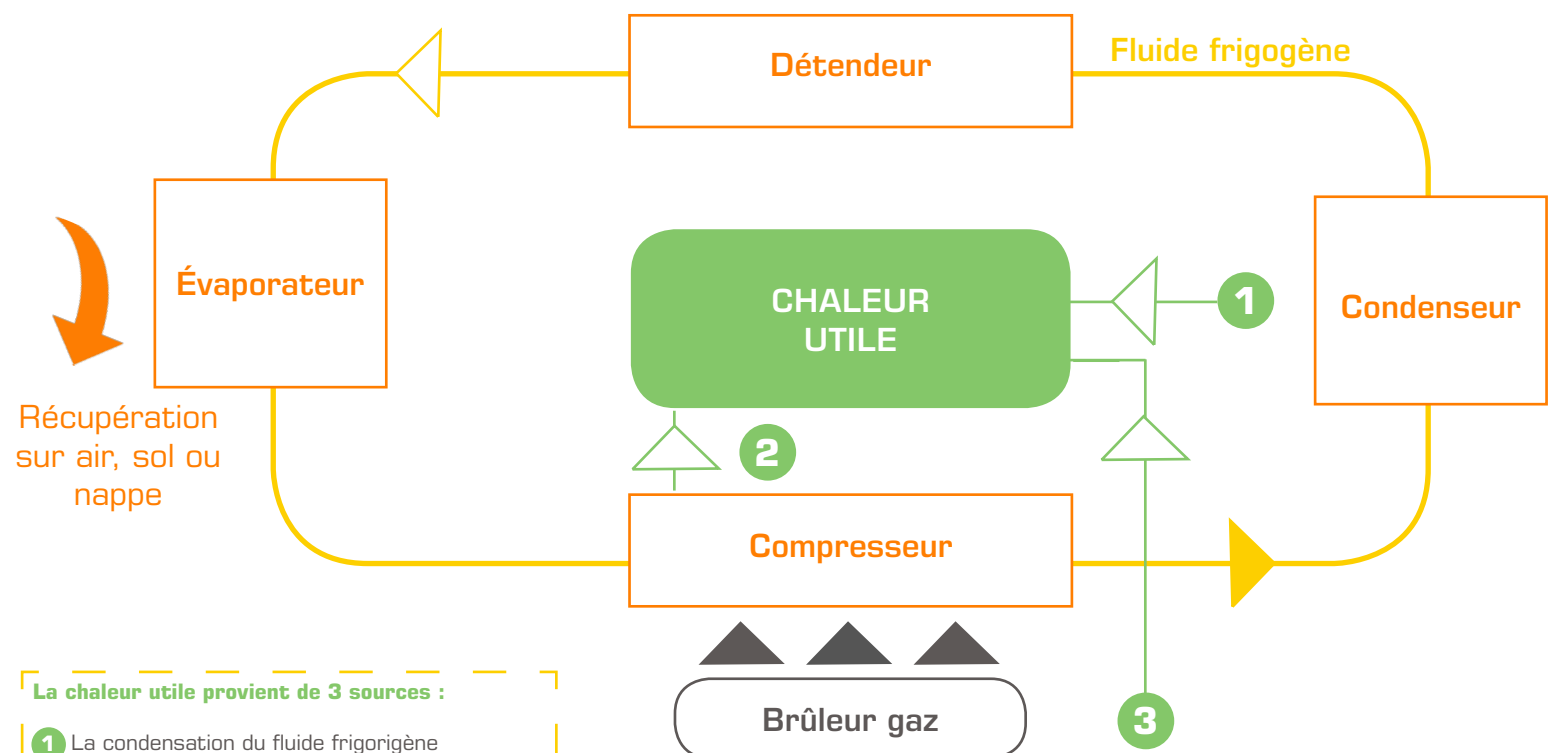 Détendeur
Fluide frigogène
Évaporateur
CHALEUR
UTILE
1
Condenseur
Récupération
sur air, sol ou
nappe
2
Compresseur
La chaleur utile provient de 3 sources :
Brûleur gaz
3
1 La condensation du fluide frigorigène